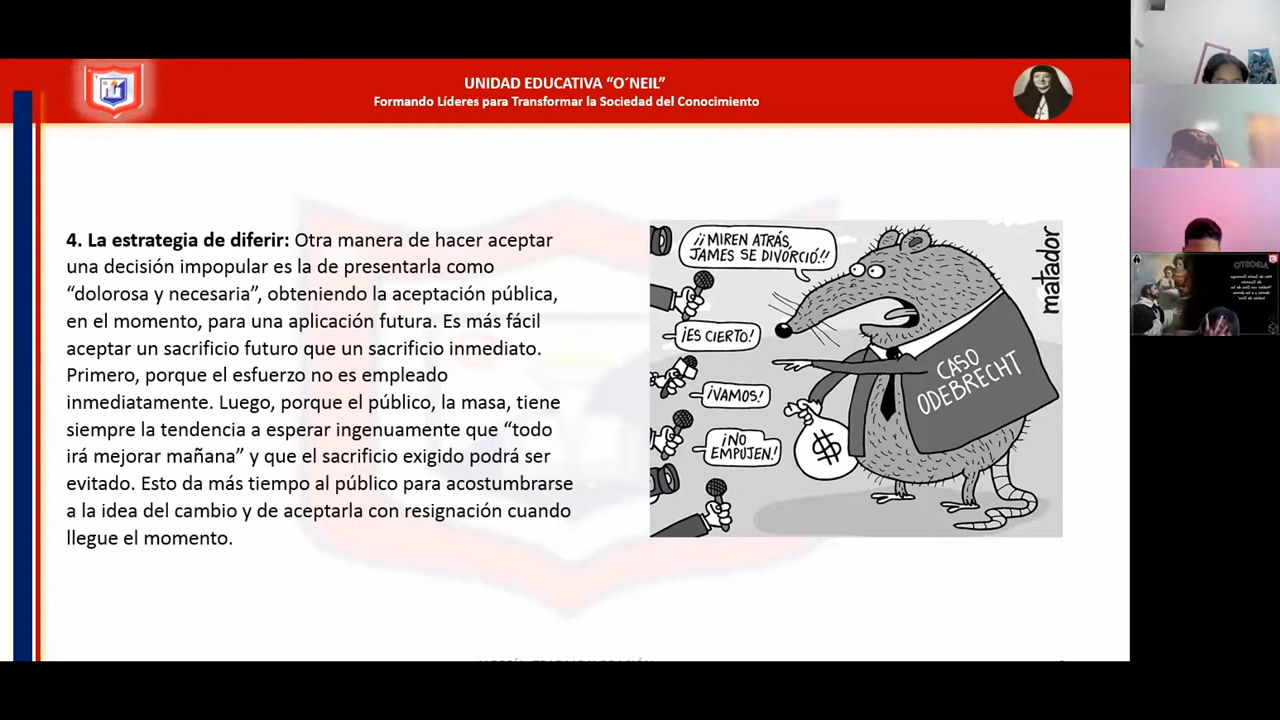 UNIDAD EDUCATIVA “O´NEIL”
Formando Líderes para Transformar la Sociedad del Conocimiento
4. La estrategia de diferir: Otra manera de hacer aceptar
una decisión impopular es la de presentarla como
“dolorosa y necesaria”, obteniendo la aceptación pública,
en el momento, para una aplicación futura. Es más fácil
aceptar un sacrificio futuro que un sacrificio inmediato.
Primero, porque el esfuerzo no es empleado
inmediatamente. Luego, porque el público, la masa, tiene
siempre la tendencia a esperar ingenuamente que “todo
irá mejorar mañana” y que el sacrificio exigido podrá ser
evitado. Esto da más tiempo al público para acostumbrarse
a la idea del cambio y de aceptarla con resignación cuando
llegue el momento.
¡¡MIREN ATRÁS,
JAMES SE DIVORCIÓ!!
¡ES CIERTO!
¡VAMOS!
¡NO
EMPUJEN!
CASO
ODEBRECHT
$
matador
AGOSTO